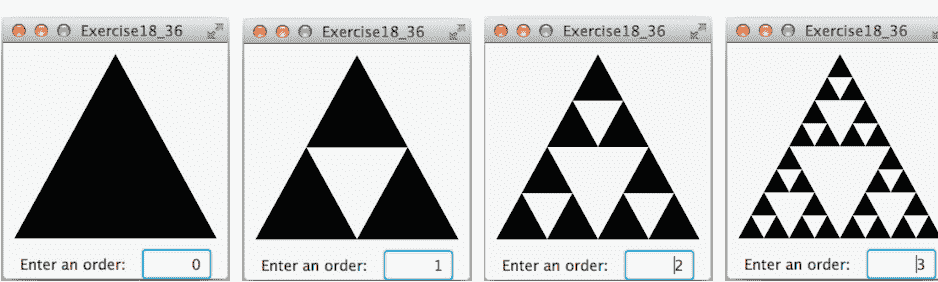 Exercise18_36
Enter an order: 0
Exercise18_36
Enter an order: 1
Exercise18_36
Enter an order: 2
Exercise18_36
Enter an order: 3